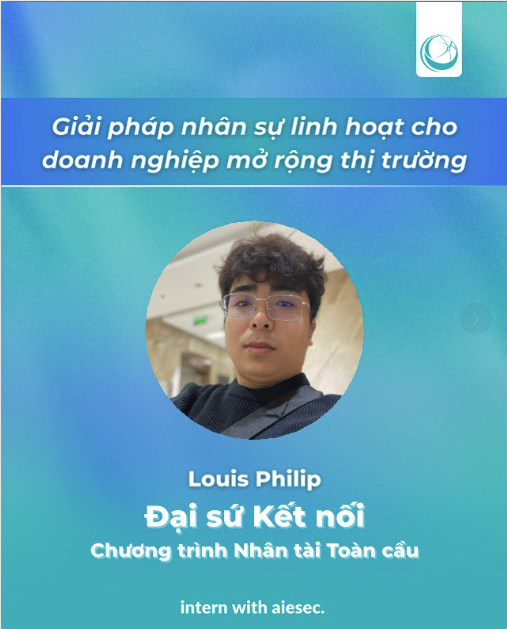 Giải pháp nhân sự linh hoạt cho
doanh nghiệp mở rộng thị trường
Louis Philip
Đại sứ Kết nối
Chương trình Nhân tài Toàn cầu
intern with aiesec.